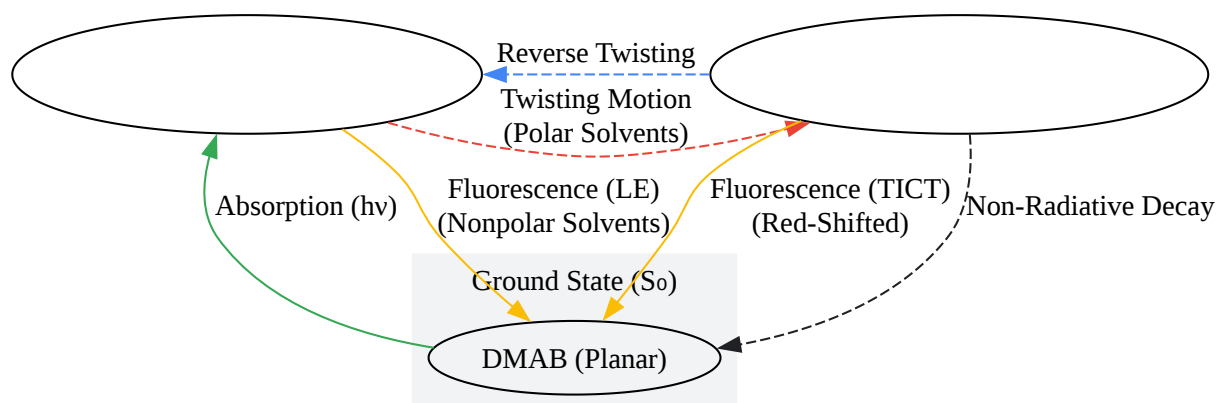 Reverse Twisting
Twisting Motion
(Polar Solvents)
Absorption (hν)
Fluorescence (LE)
(Nonpolar Solvents)
Fluorescence (TICT)
(Red-Shifted)
Non-Radiative Decay
Ground State (S₀)
DMAB (Planar)